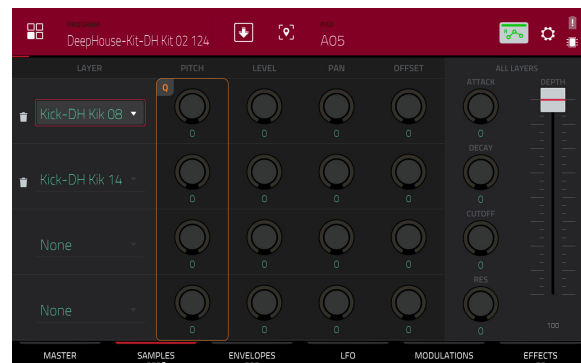 DeepHouse-Kit-DH Kit 02 124
A05
LAYER PITCH LEVEL PAN OFFSET ALL LAYERS
ATTACK DEPTH
Q
Kick-DH Kik 08
0 0 0 0 0
DECAY
Kick-DH Kik 14
0 0 0 0 0
CUTOFF
None
0 0 0 0 0
RES
None
0 0 0 0 0
100
MASTER SAMPLES ENVELOPES LFO MODULATIONS EFFECTS